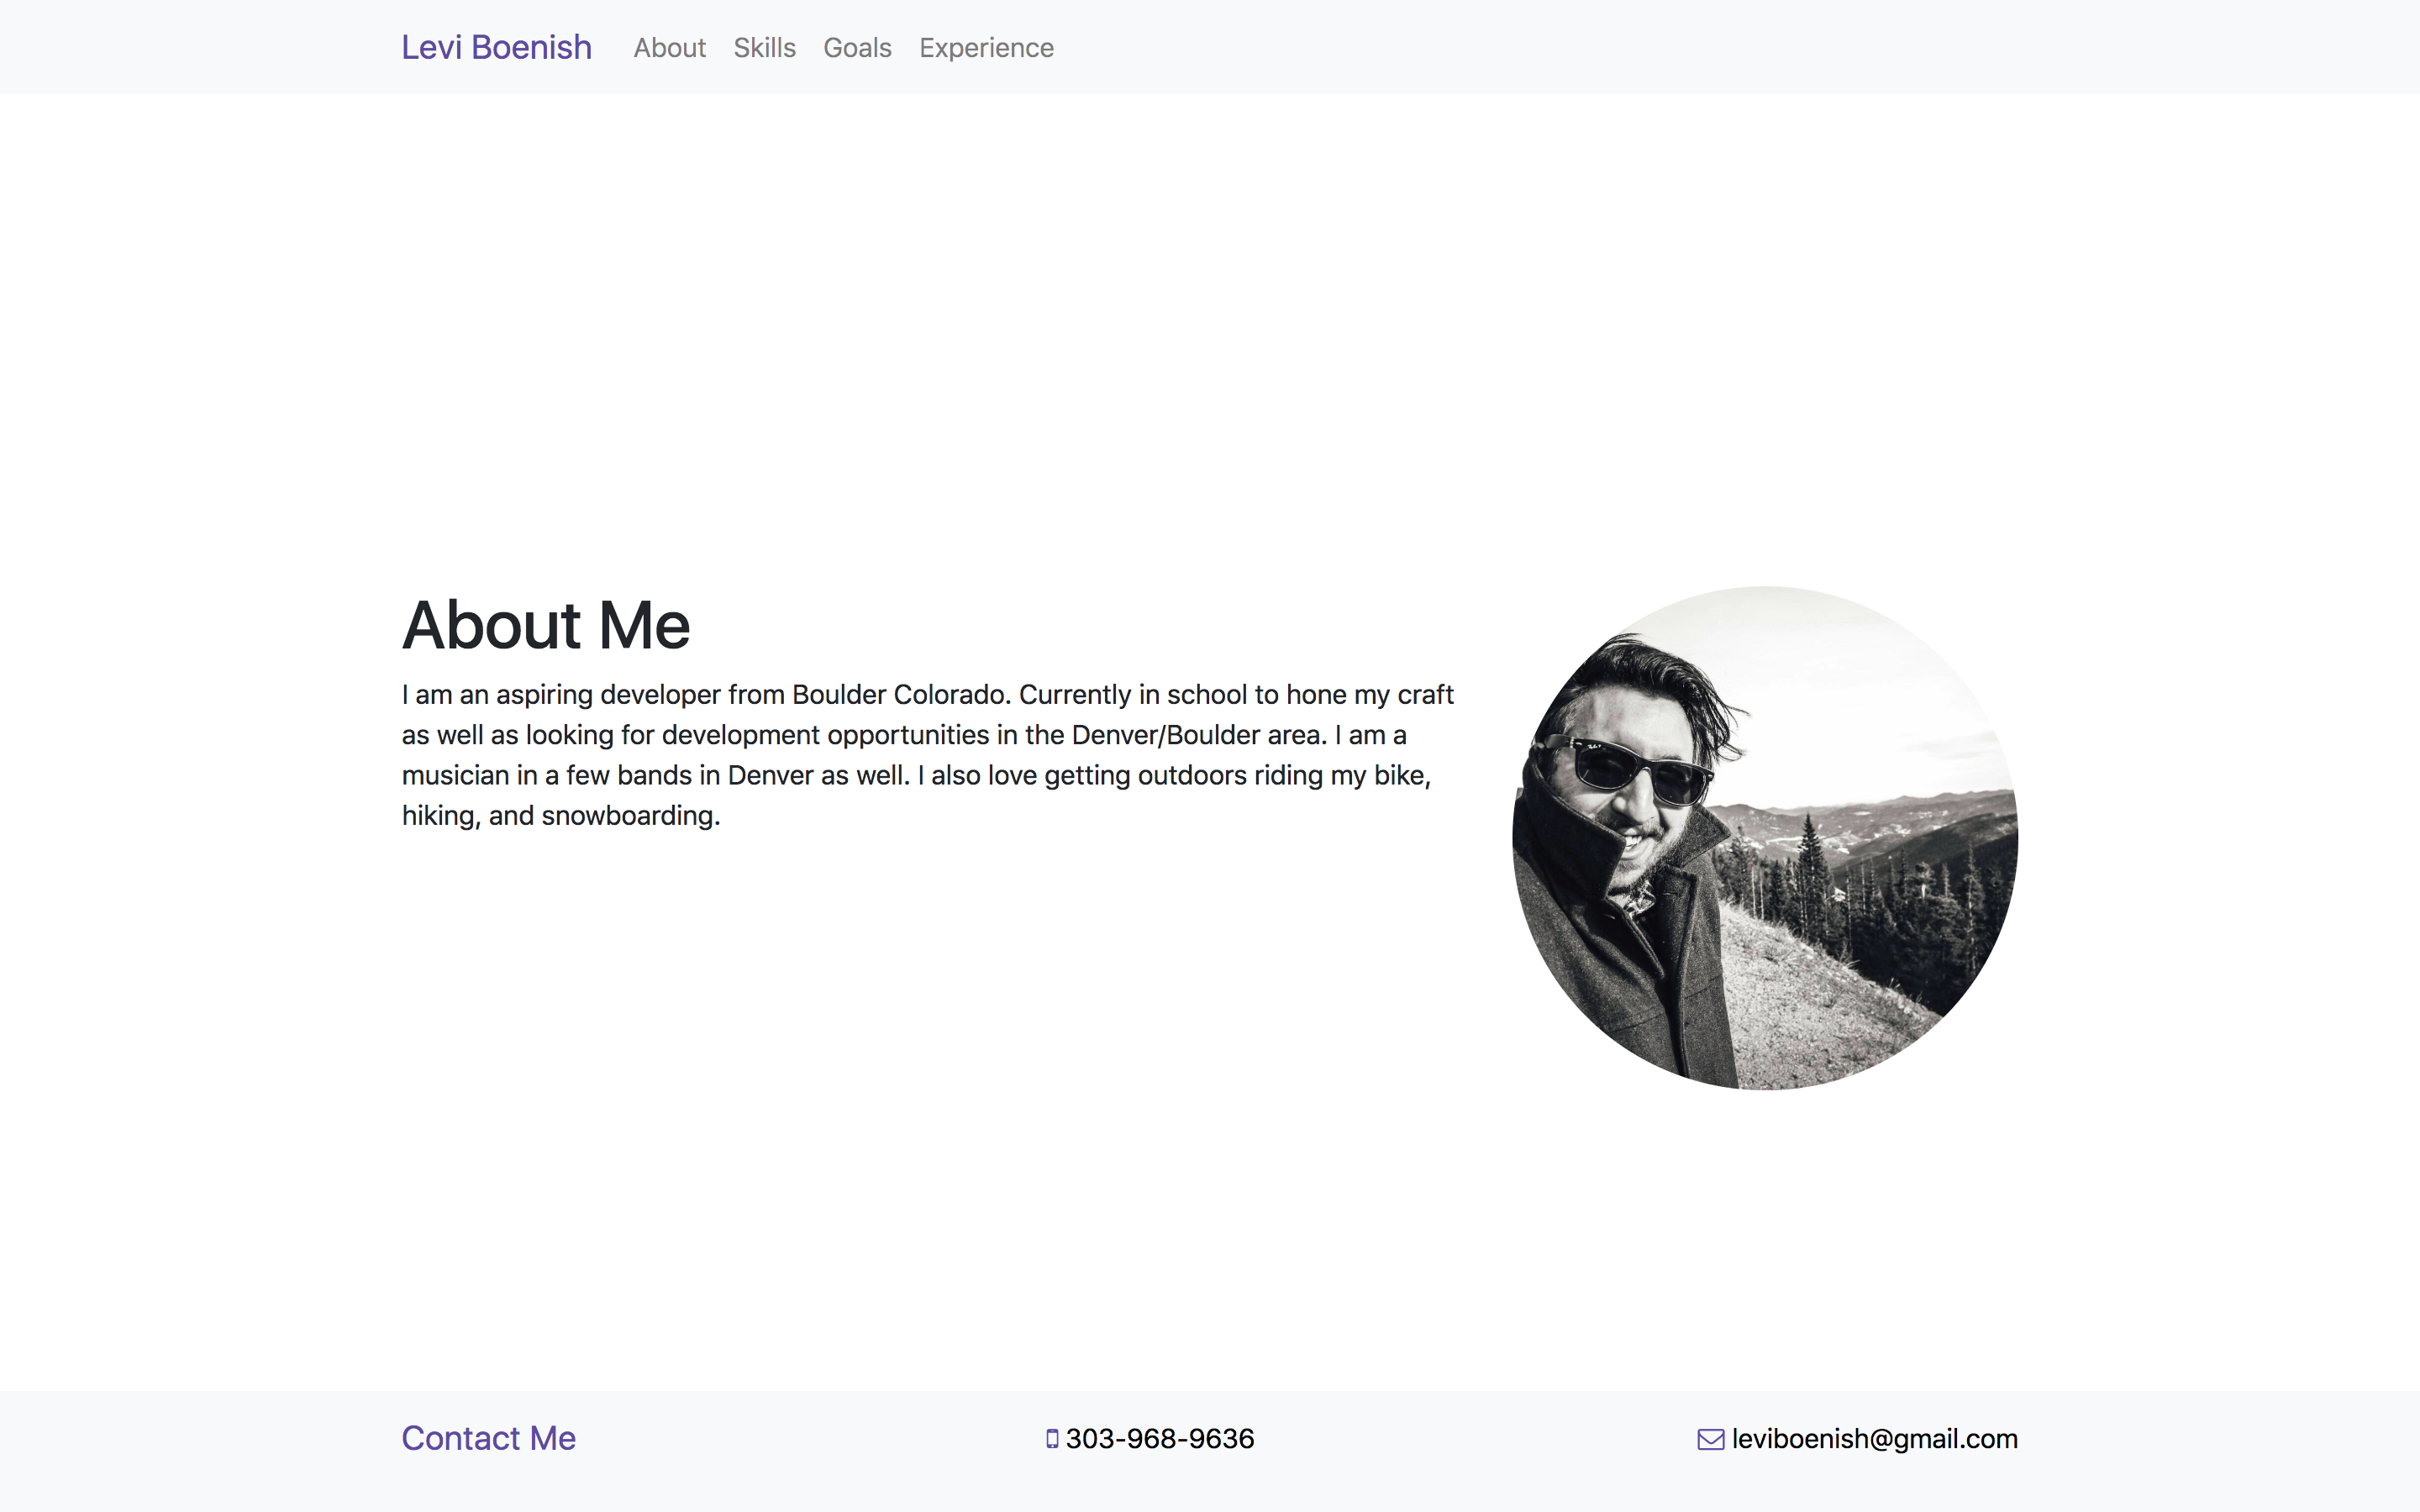 Levi Boenish About Skills Goals Experience
About Me
I am an aspiring developer from Boulder Colorado. Currently in school to hone my craft
as well as looking for development opportunities in the Denver/Boulder area. I am a
musician in a few bands in Denver as well. I also love getting outdoors riding my bike,
hiking, and snowboarding.
Contact Me 303-968-9636 leviboenish@gmail.com